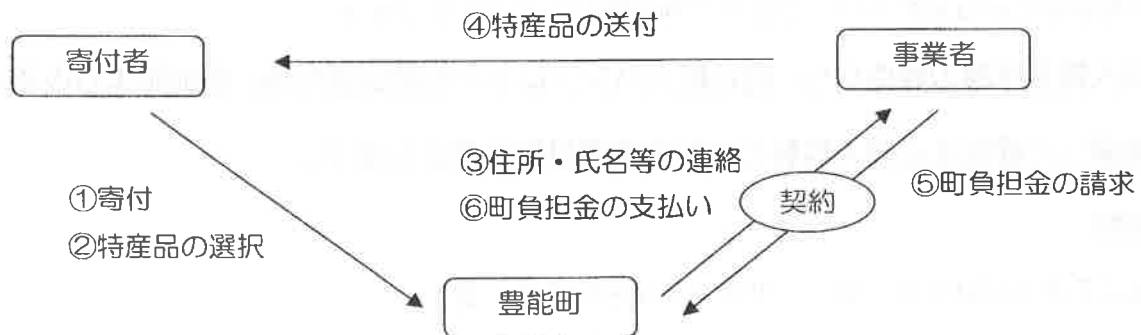 ④特産品の送付
寄付者
事業者
③住所・氏名等の連絡
⑥町負担金の支払い
契約
⑤町負担金の請求
①寄付
②特産品の選択
豊能町